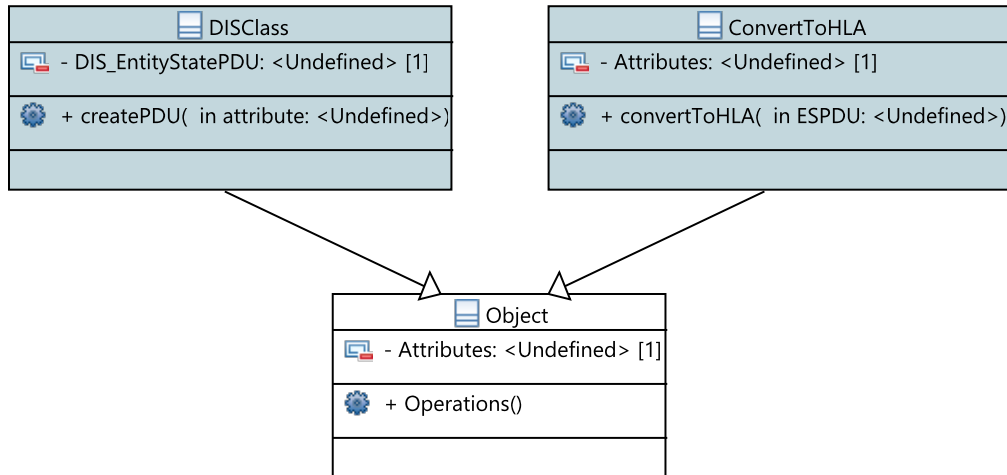 DISClass
- DIS_EntityStatePDU: <Undefined> [1]
+ createPDU(  in attribute: <Undefined>)
ConvertToHLA
- Attributes: <Undefined> [1]
+ convertToHLA(  in ESPDU: <Undefined>)
Object
- Attributes: <Undefined> [1]
+ Operations()